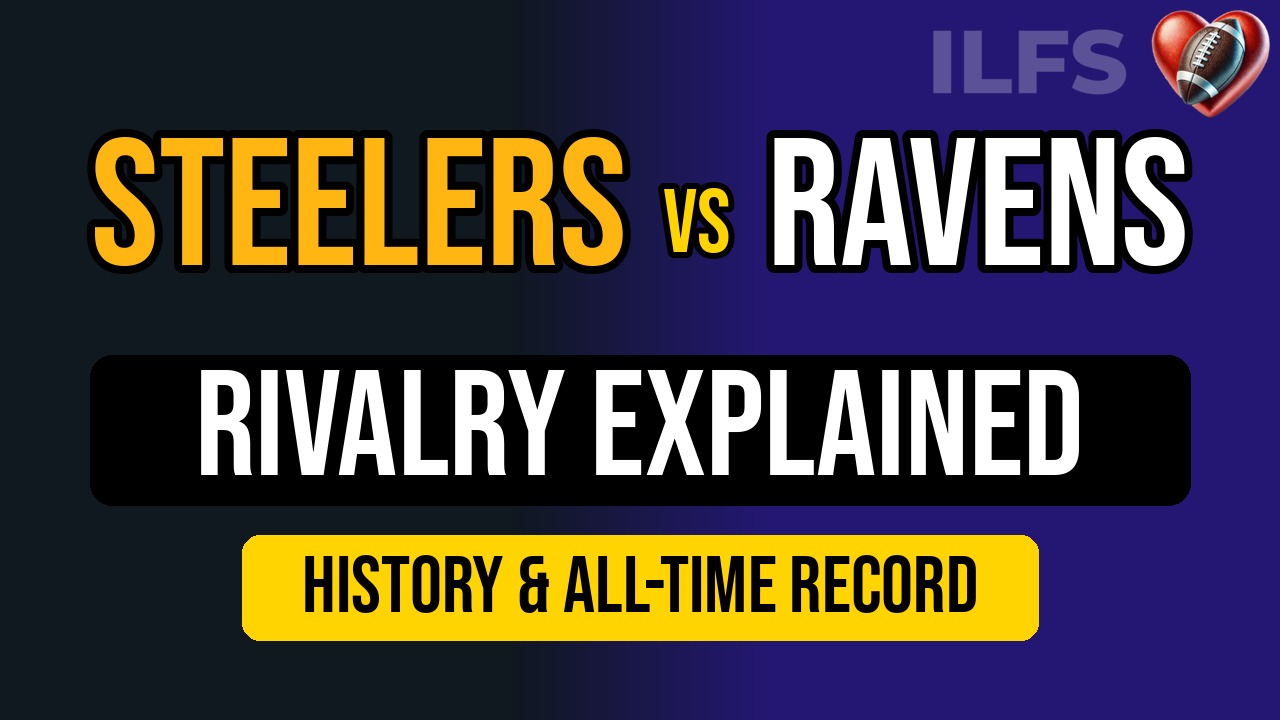 ILFS
STEELERS VS RAVENS
RIVALRY EXPLAINED
HISTORY & ALL-TIME RECORD